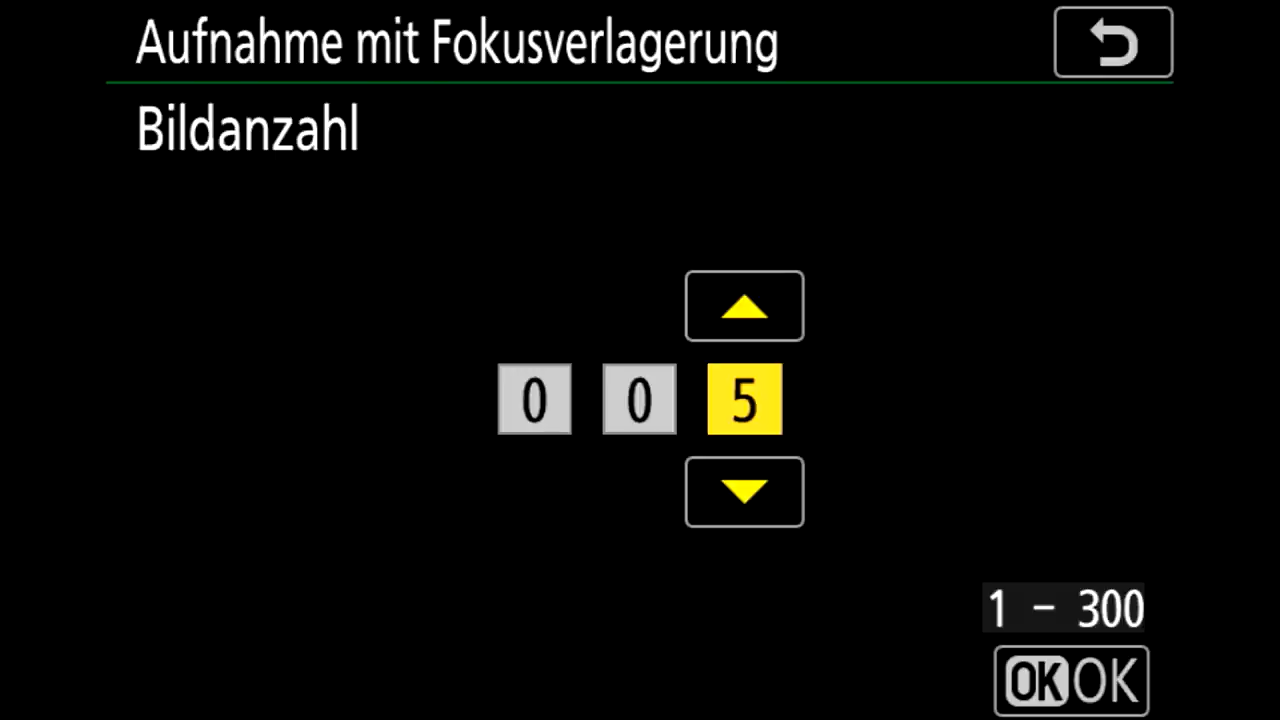 Aufnahme mit Fokusverlagerung
Bildanzahl
0 0 5
1 – 300
OK OK